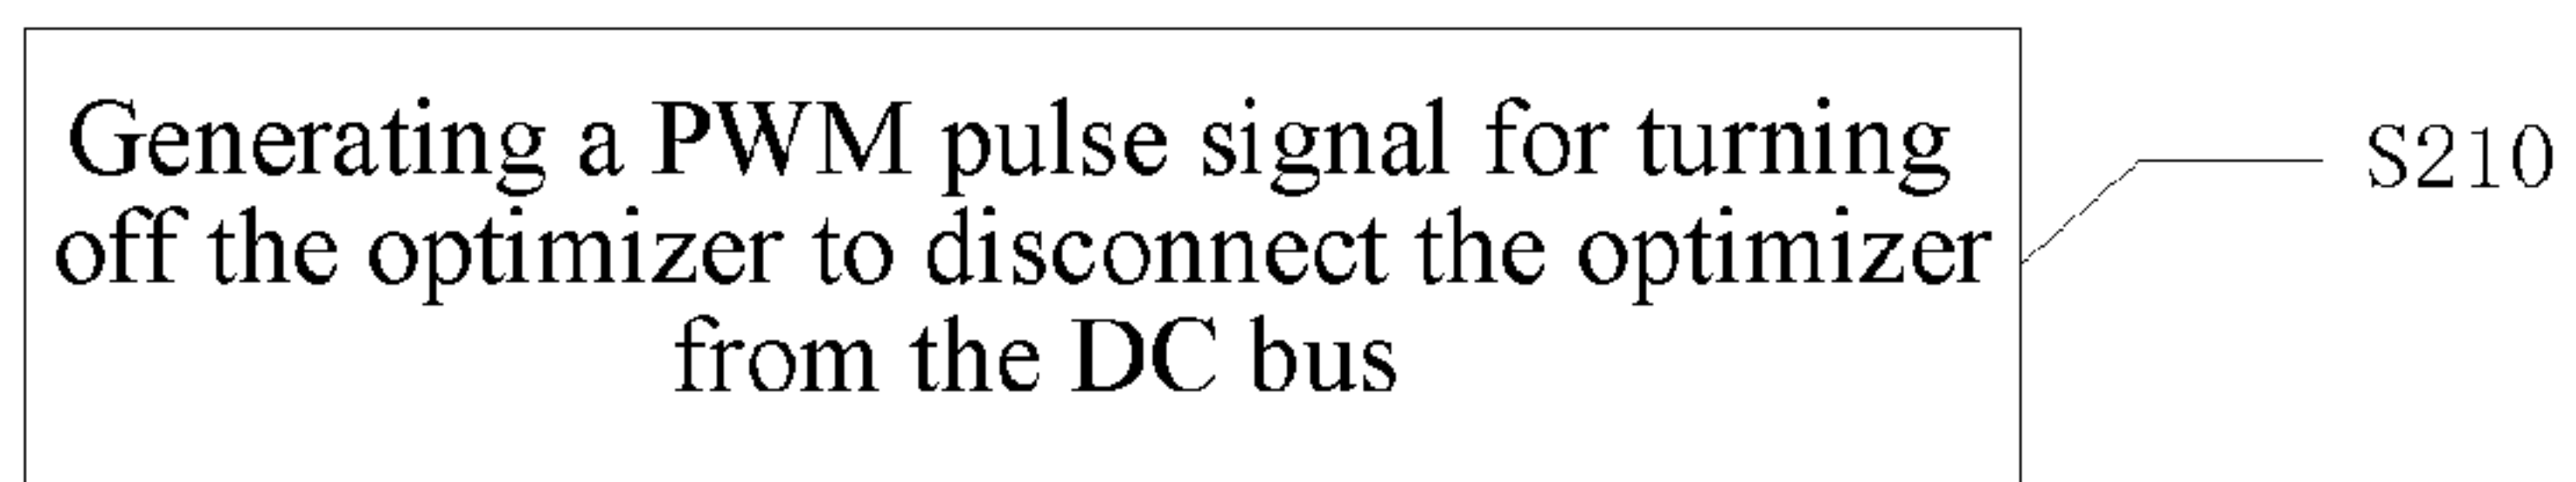 Generating a PWM pulse signal for turning
off the optimizer to disconnect the optimizer
from the DC bus
S210